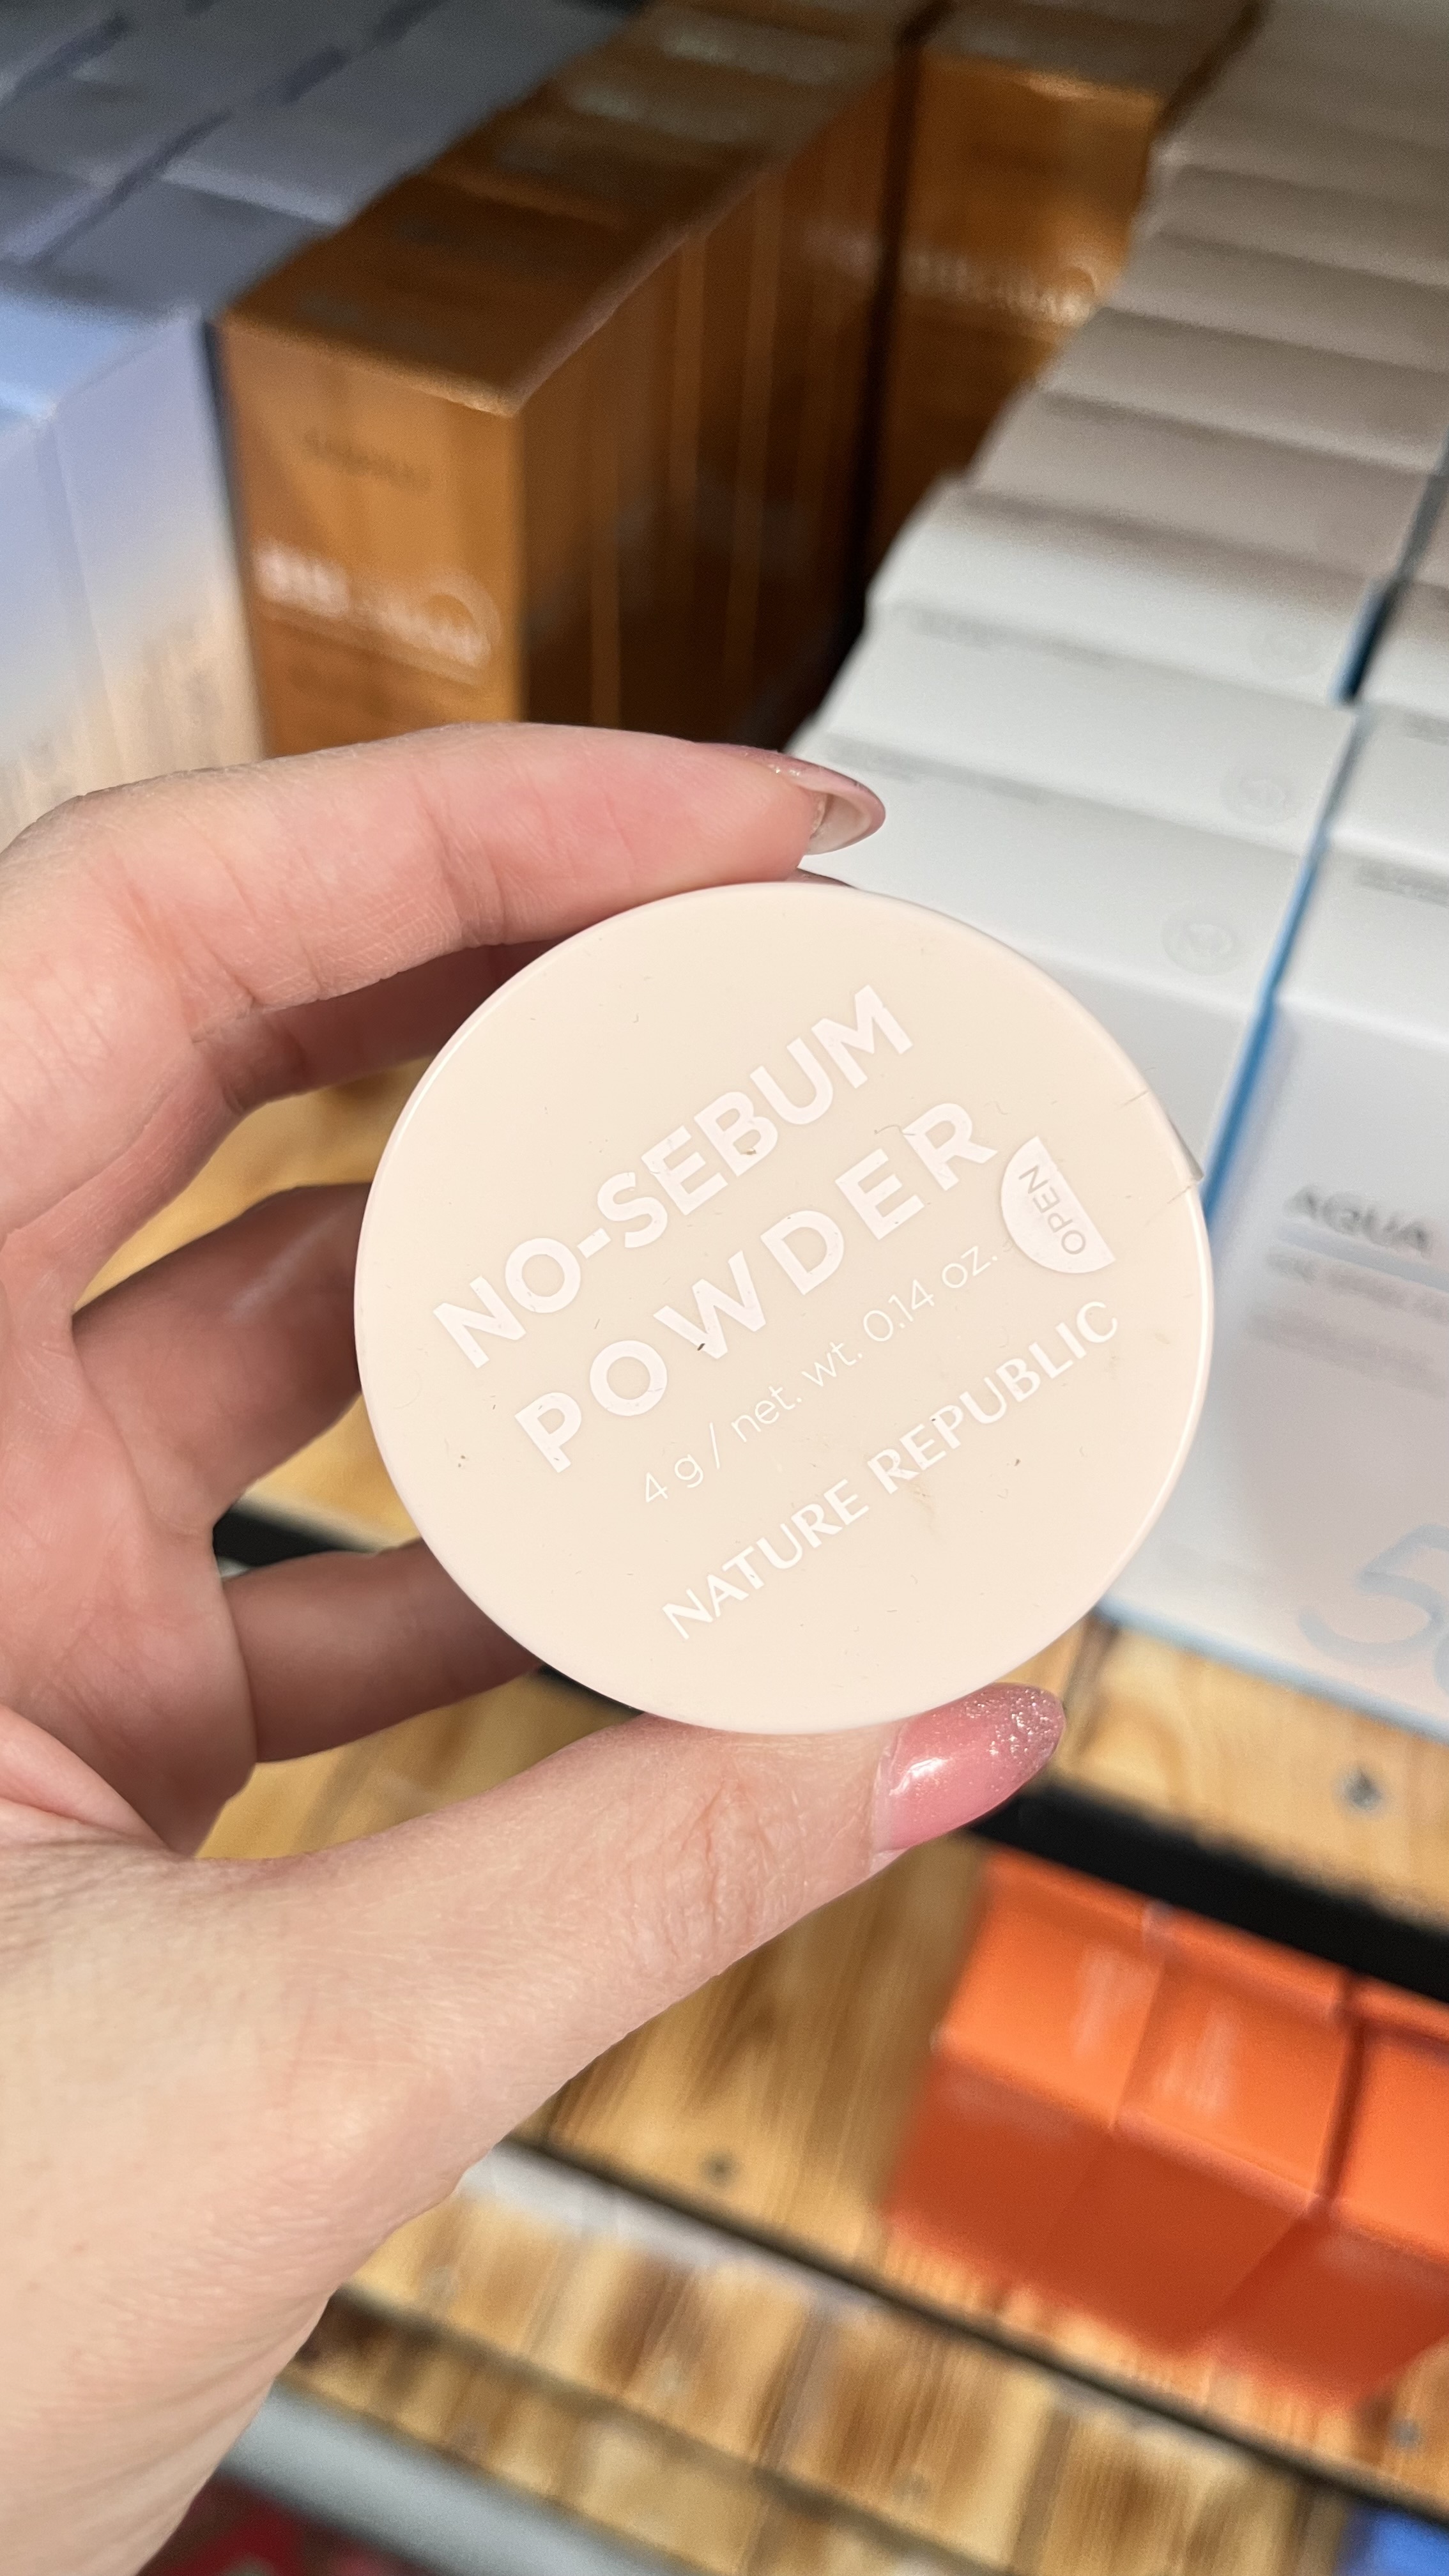 NO-SEBUM
POWDER
OPEN
4 g / net. wt. 0.14 oz.
NATURE REPUBLIC
AQUA